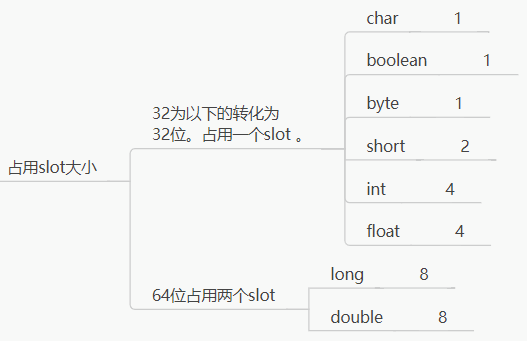 占用slot大小
32为以下的转化为
32位。占用一个slot 。
char 1
boolean 1
byte 1
short 2
int 4
float 4
64位占用两个slot
long 8
double 8